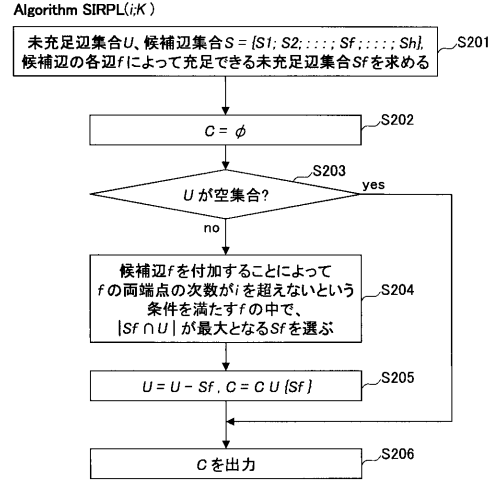 Algorithm SIRPL(i;K)
未充足辺集合U、候補辺集合S = {S1; S2; : : : ; Sf ; : : : ; Sh},
候補辺の各辺fによって充足できる未充足辺集合Sfを求める
S201
C = φ
S202
S203
U が空集合?
yes
no
候補辺fを付加することによって
fの両端点の次数がiを超えないという
条件を満たすfの中で、
|Sf ∩ U| が最大となるSfを選ぶ
S204
U = U − Sf , C = C U {Sf }
S205
Cを出力
S206